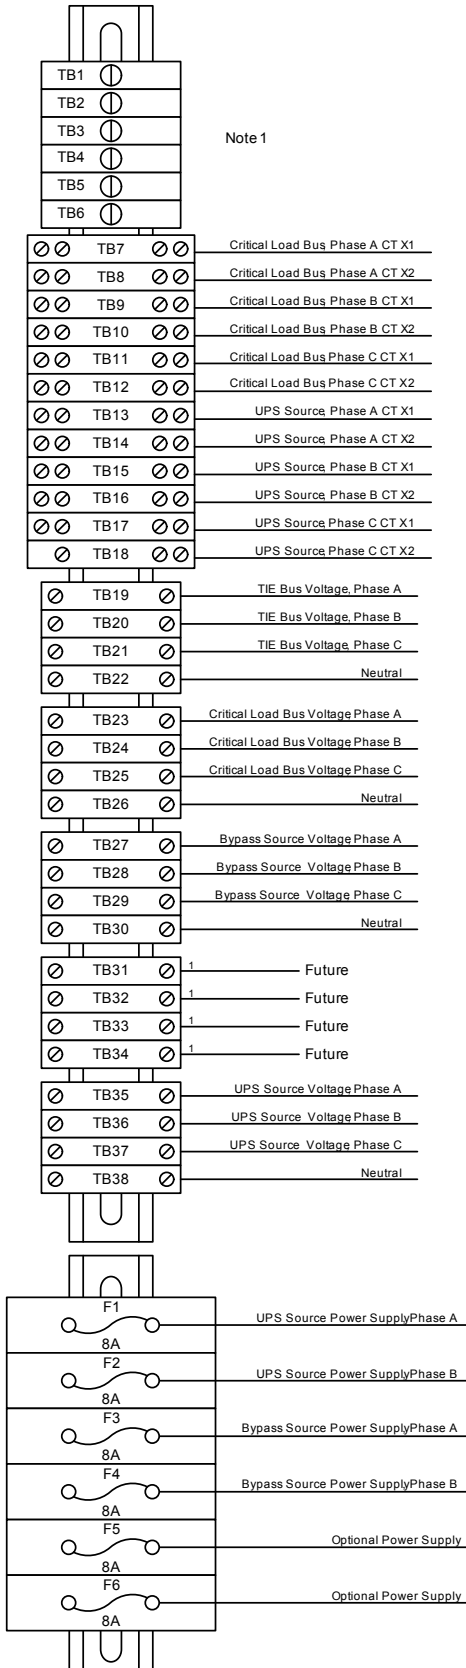 TB1
TB2
TB3
Note 1
TB4
TB5
TB6
TB7 Critical Load Bus, Phase A CT X1
TB8 Critical Load Bus, Phase A CT X2
TB9 Critical Load Bus, Phase B CT X1
TB10 Critical Load Bus, Phase B CT X2
TB11 Critical Load Bus, Phase C CT X1
TB12 Critical Load Bus, Phase C CT X2
TB13 UPS Source, Phase A CT X1
TB14 UPS Source, Phase A CT X2
TB15 UPS Source, Phase B CT X1
TB16 UPS Source, Phase B CT X2
TB17 UPS Source, Phase C CT X1
TB18 UPS Source, Phase C CT X2
TB19 TIE Bus Voltage, Phase A
TB20 TIE Bus Voltage, Phase B
TB21 TIE Bus Voltage, Phase C
TB22 Neutral
TB23 Critical Load Bus Voltage, Phase A
TB24 Critical Load Bus Voltage, Phase B
TB25 Critical Load Bus Voltage, Phase C
TB26 Neutral
TB27 Bypass Source Voltage, Phase A
TB28 Bypass Source Voltage, Phase B
TB29 Bypass Source Voltage, Phase C
TB30 Neutral
TB31 1 Future
TB32 1 Future
TB33 1 Future
TB34 1 Future
TB35 UPS Source Voltage, Phase A
TB36 UPS Source Voltage, Phase B
TB37 UPS Source Voltage, Phase C
TB38 Neutral
F1
UPS Source Power Supply Phase A
8A
F2
UPS Source Power Supply Phase B
8A
F3
Bypass Source Power Supply Phase A
8A
F4
Bypass Source Power Supply Phase B
8A
F5
Optional Power Supply
8A
F6
Optional Power Supply
8A